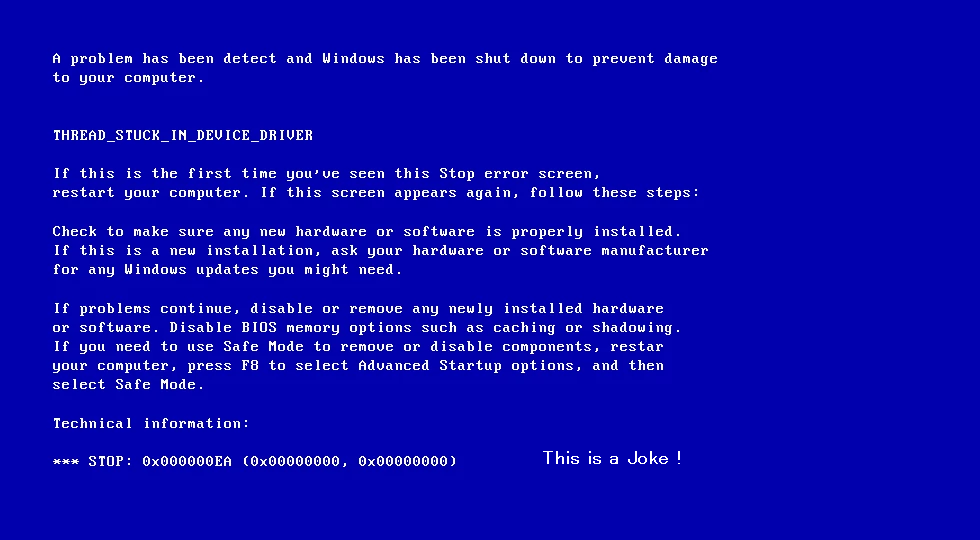 A problem has been detect and Windows has been shut down to prevent damage
to your computer.
THREAD_STUCK_IN_DEVICE_DRIVER
If this is the first time you've seen this Stop error screen,
restart your computer. If this screen appears again, follow these steps:
Check to make sure any new hardware or software is properly installed.
If this is a new installation, ask your hardware or software manufacturer
for any Windows updates you might need.
If problems continue, disable or remove any newly installed hardware
or software. Disable BIOS memory options such as caching or shadowing.
If you need to use Safe Mode to remove or disable components, restar
your computer, press F8 to select Advanced Startup options, and then
select Safe Mode.
Technical information:
*** STOP: 0x000000EA (0x00000000, 0x00000000) This is a Joke !